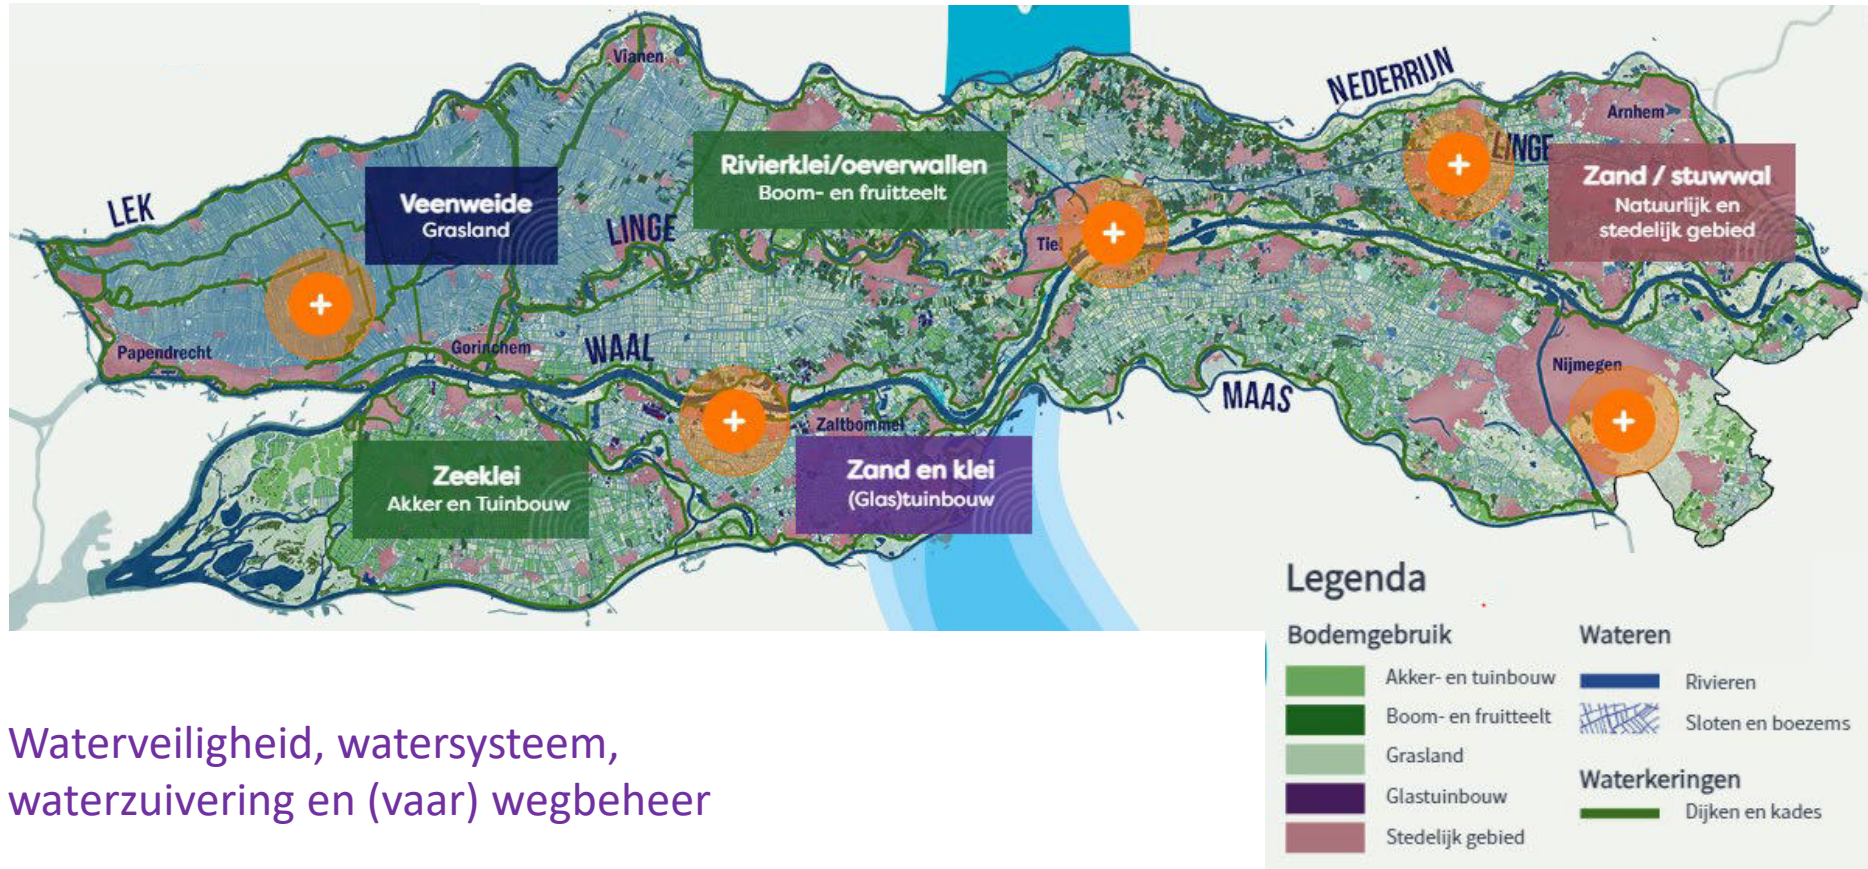 Vianen
NEDERRIJN
Arnhem
LEK
Veenweide
Grasland
LINGE
Rivierklei/oeverwallen
Boom- en fruitteelt
Tiel
LINGE
Zand / stuwwal
Natuurlijk en
stedelijk gebied
Papendrecht
Gorinchem
WAAL
Nijmegen
MAAS
Zaltbommel
Zeeklei
Akker en Tuinbouw
Zand en klei
(Glas)tuinbouw
Legenda
Bodemgebruik
Akker- en tuinbouw
Boom- en fruitteelt
Grasland
Glastuinbouw
Stedelijk gebied
Wateren
Rivieren
Sloten en boezems
Waterkeringen
Dijken en kades
Waterveiligheid, watersysteem,
waterzuivering en (vaar) wegbeheer